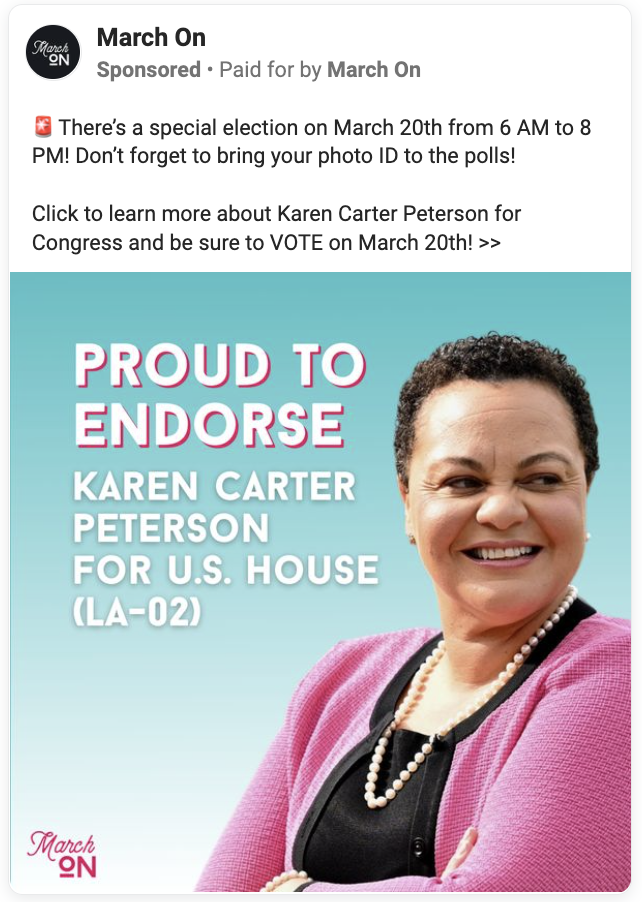 March
ON
March On
Sponsored • Paid for by March On
🚨 There’s a special election on March 20th from 6 AM to 8
PM! Don’t forget to bring your photo ID to the polls!
Click to learn more about Karen Carter Peterson for
Congress and be sure to VOTE on March 20th! >>
PROUD TO
ENDORSE
KAREN CARTER
PETERSON
FOR U.S. HOUSE
(LA-02)
March
ON